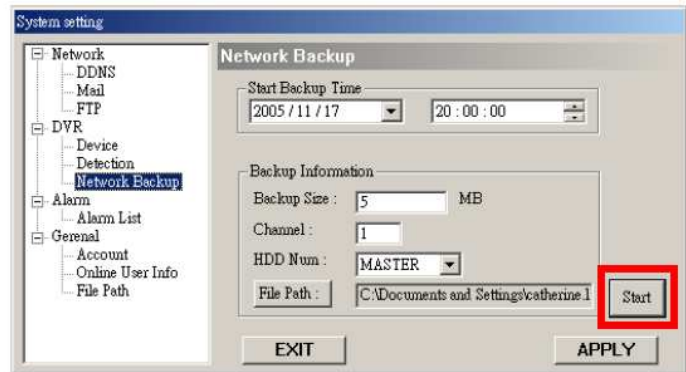 System setting
Network
DDNS
Mail
FTP
DVR
Device
Detection
Network Backup
Alarm
Alarm List
Gerenal
Account
Online User Info
File Path
Network Backup
Start Backup Time
2005 / 11 / 17 20 : 00 : 00
Backup Information
Backup Size : 5 MB
Channel : 1
HDD Num : MASTER
File Path : C:\Documents and Settings\catherine.l
Start
EXIT APPLY